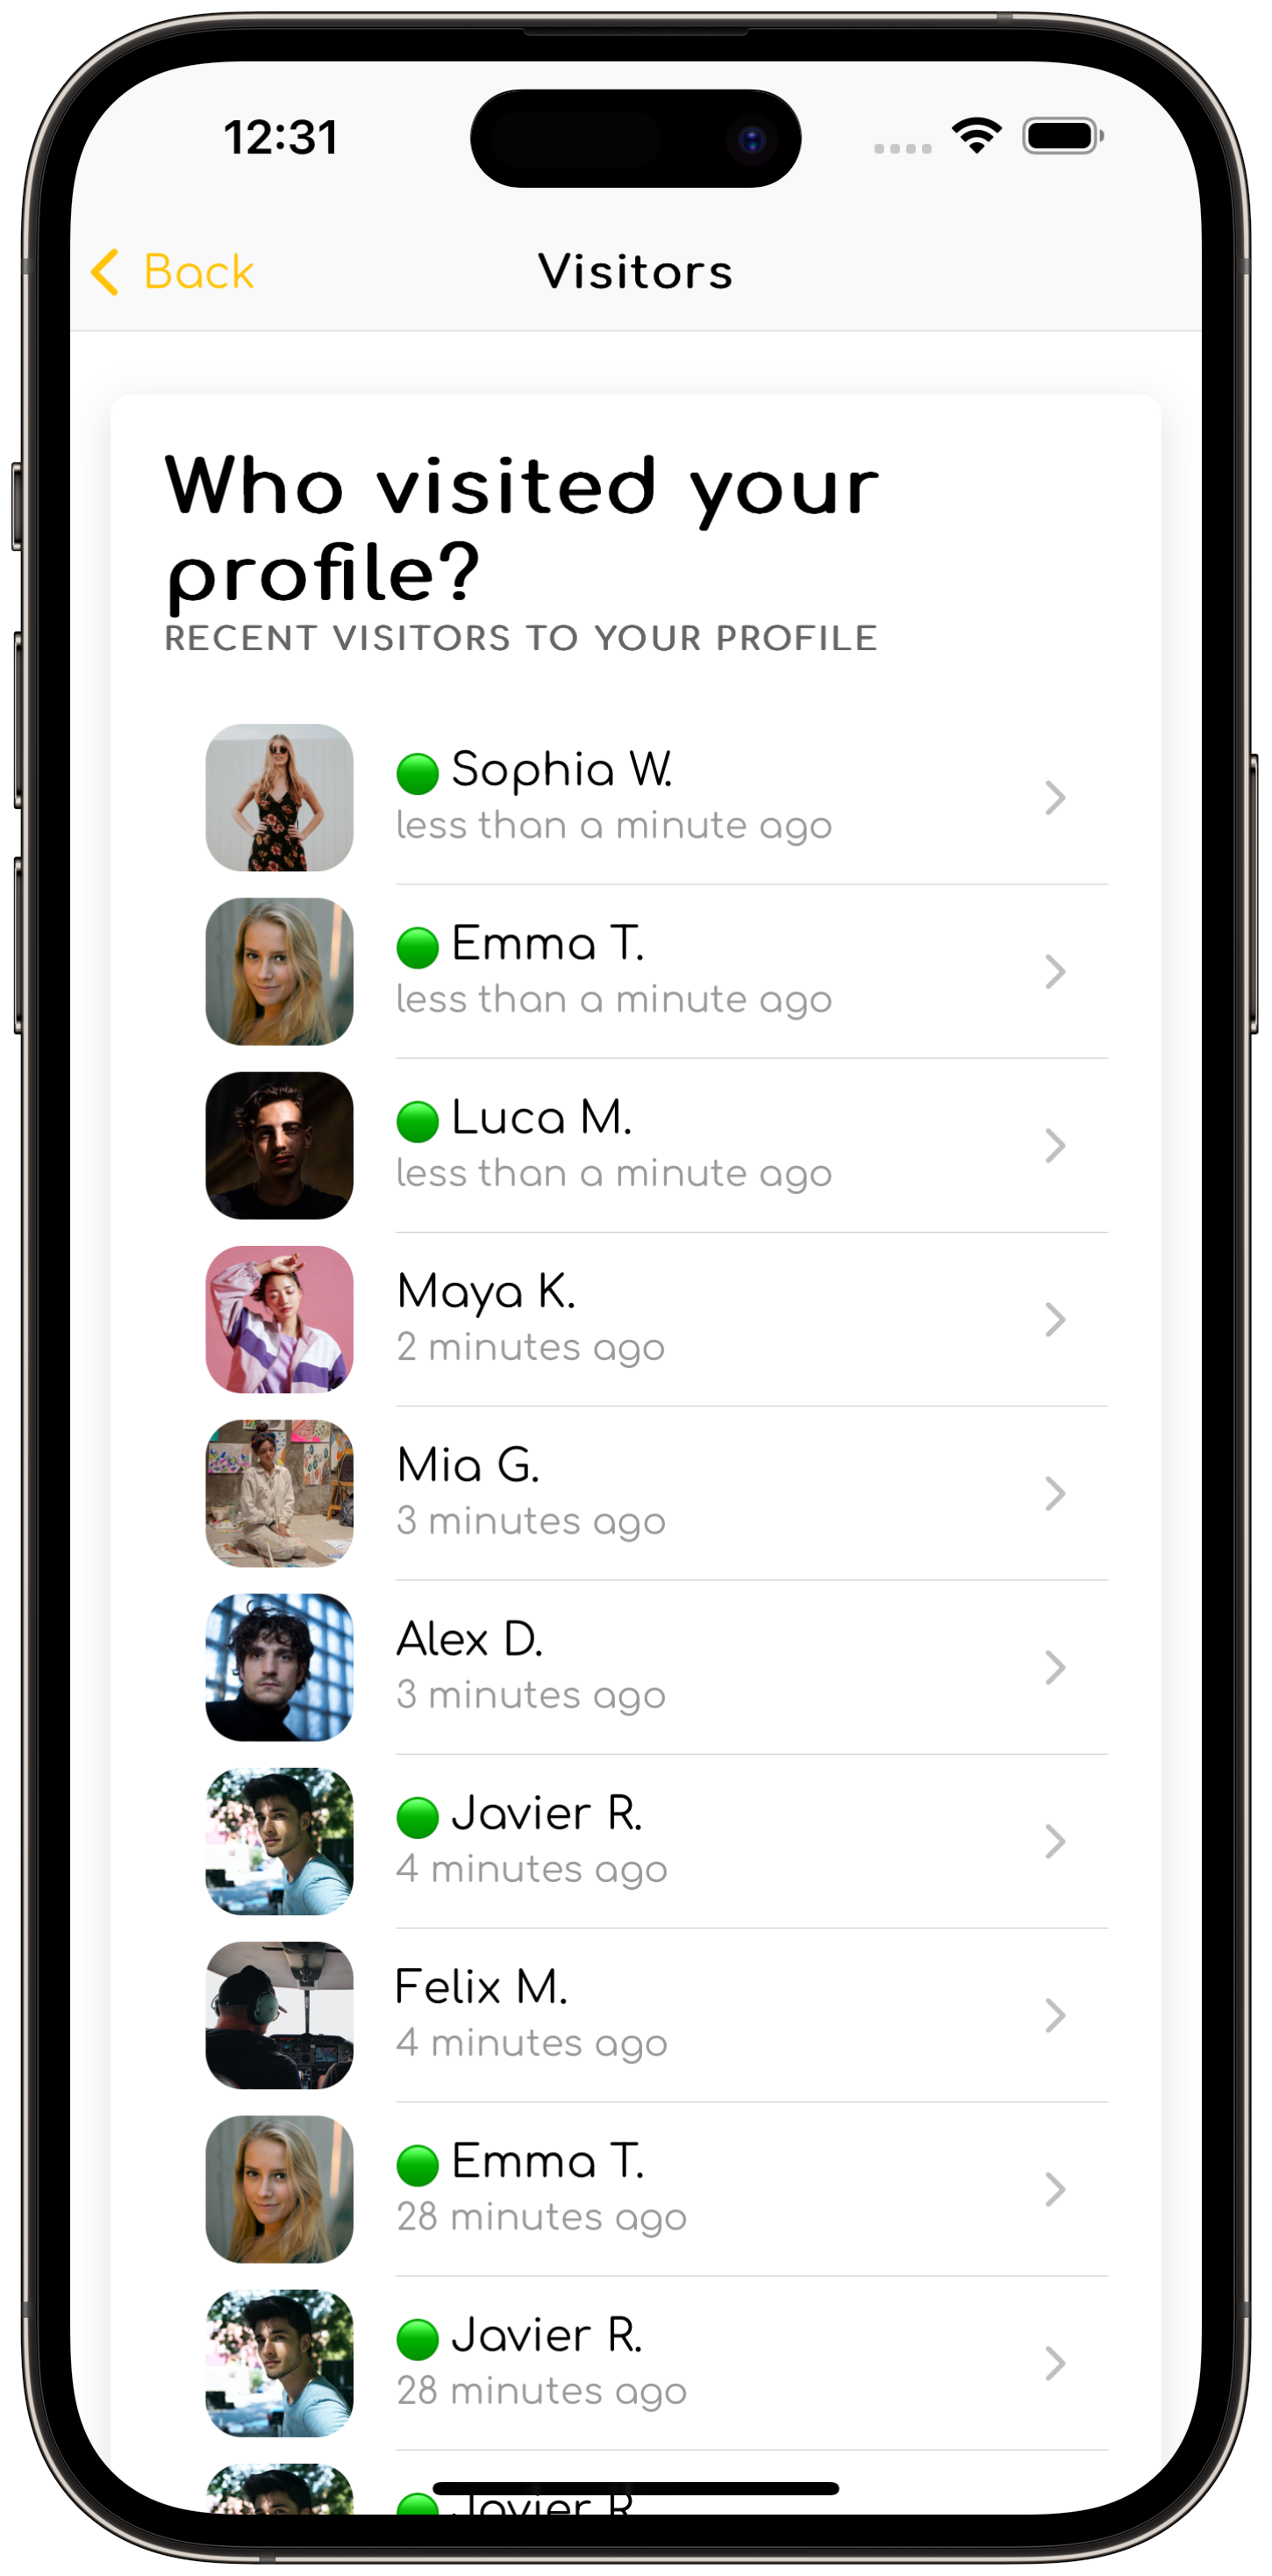 12:31
Back
Visitors
Who visited your
profile?
RECENT VISITORS TO YOUR PROFILE
Sophia W.
less than a minute ago
Emma T.
less than a minute ago
Luca M.
less than a minute ago
Maya K.
2 minutes ago
Mia G.
3 minutes ago
Alex D.
3 minutes ago
Javier R.
4 minutes ago
Felix M.
4 minutes ago
Emma T.
28 minutes ago
Javier R.
28 minutes ago
Javier R